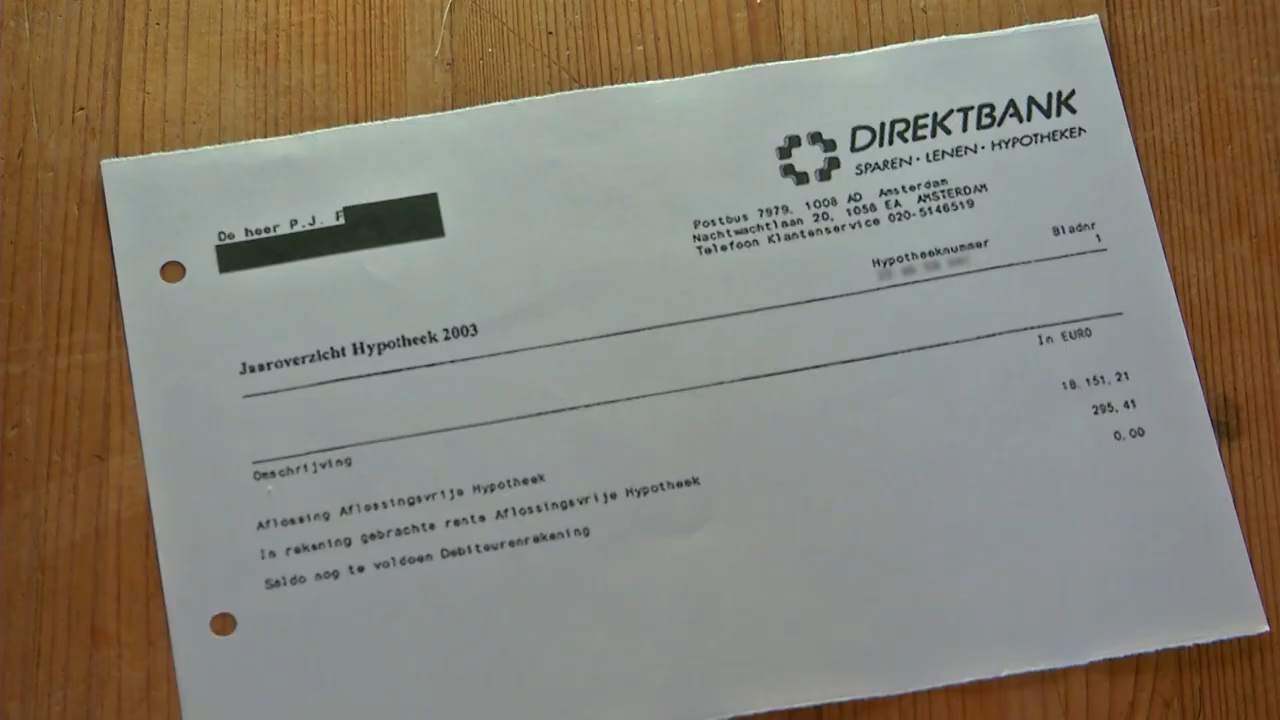 DIREKTBANK
SPAREN · LENEN · HYPOTHEKEN
De heer P.J. F
Postbus 7979, 1008 AD Amsterdam
Nachtwachtlaan 20, 1058 EA AMSTERDAM
Telefoon Klantenservice 020-5146519
Hypotheeknummer Bladnr
1
Jaaroverzicht Hypotheek 2003
Omschrijving In EURO
Aflossing Aflossingsvrije Hypotheek 18.151,21
In rekening gebrachte rente Aflossingsvrije Hypotheek 295,41
Saldo nog te voldoen Debiteurenrekening 0,00